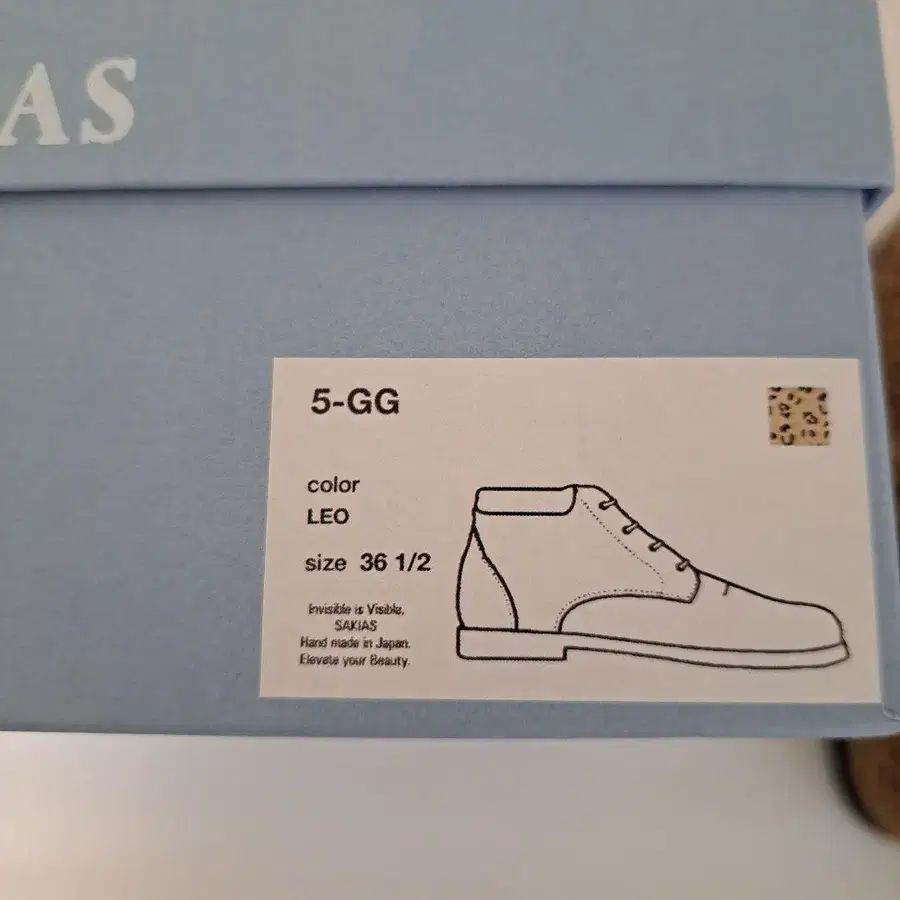 AS
5-GG
color
LEO
size 36 1/2
Invisible is Visible.
SAKIAS
Hand made in Japan.
Elevate your Beauty.